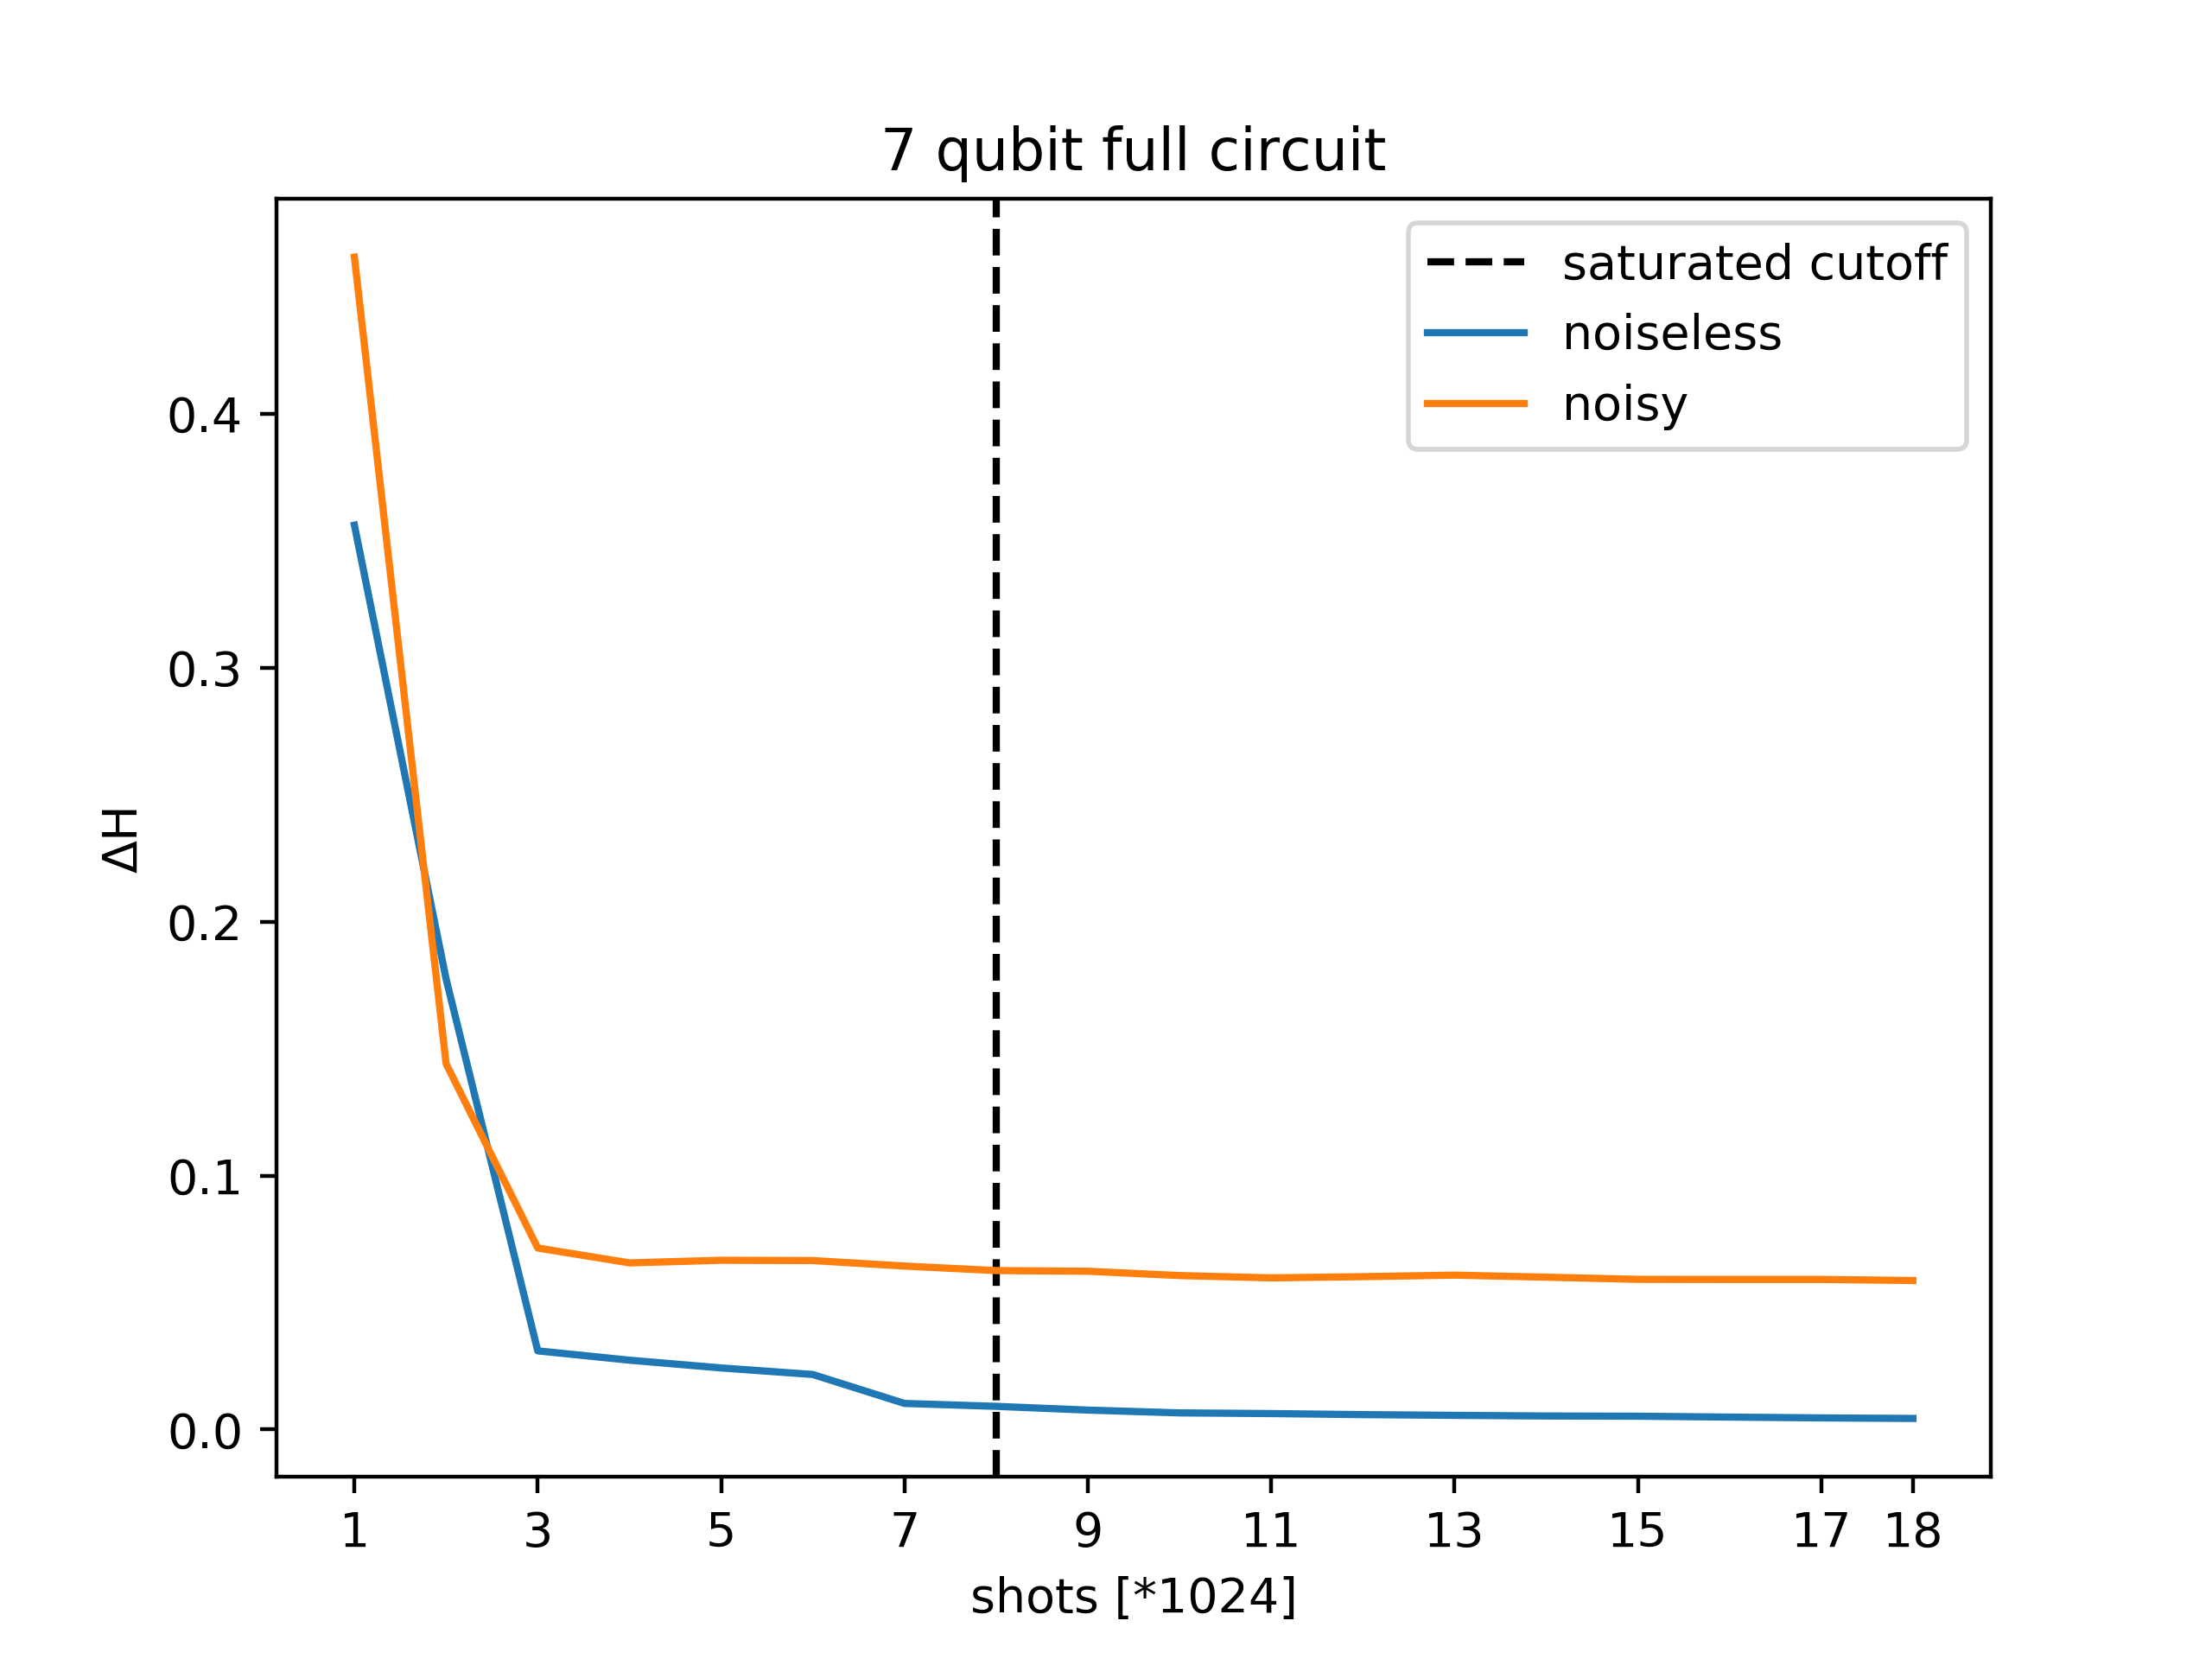 7 qubit full circuit
saturated cutoff
noiseless
noisy
0.4
0.3
0.2
0.1
0.0
ΔH
1 3 5 7 9 11 13 15 17 18
shots [*1024]